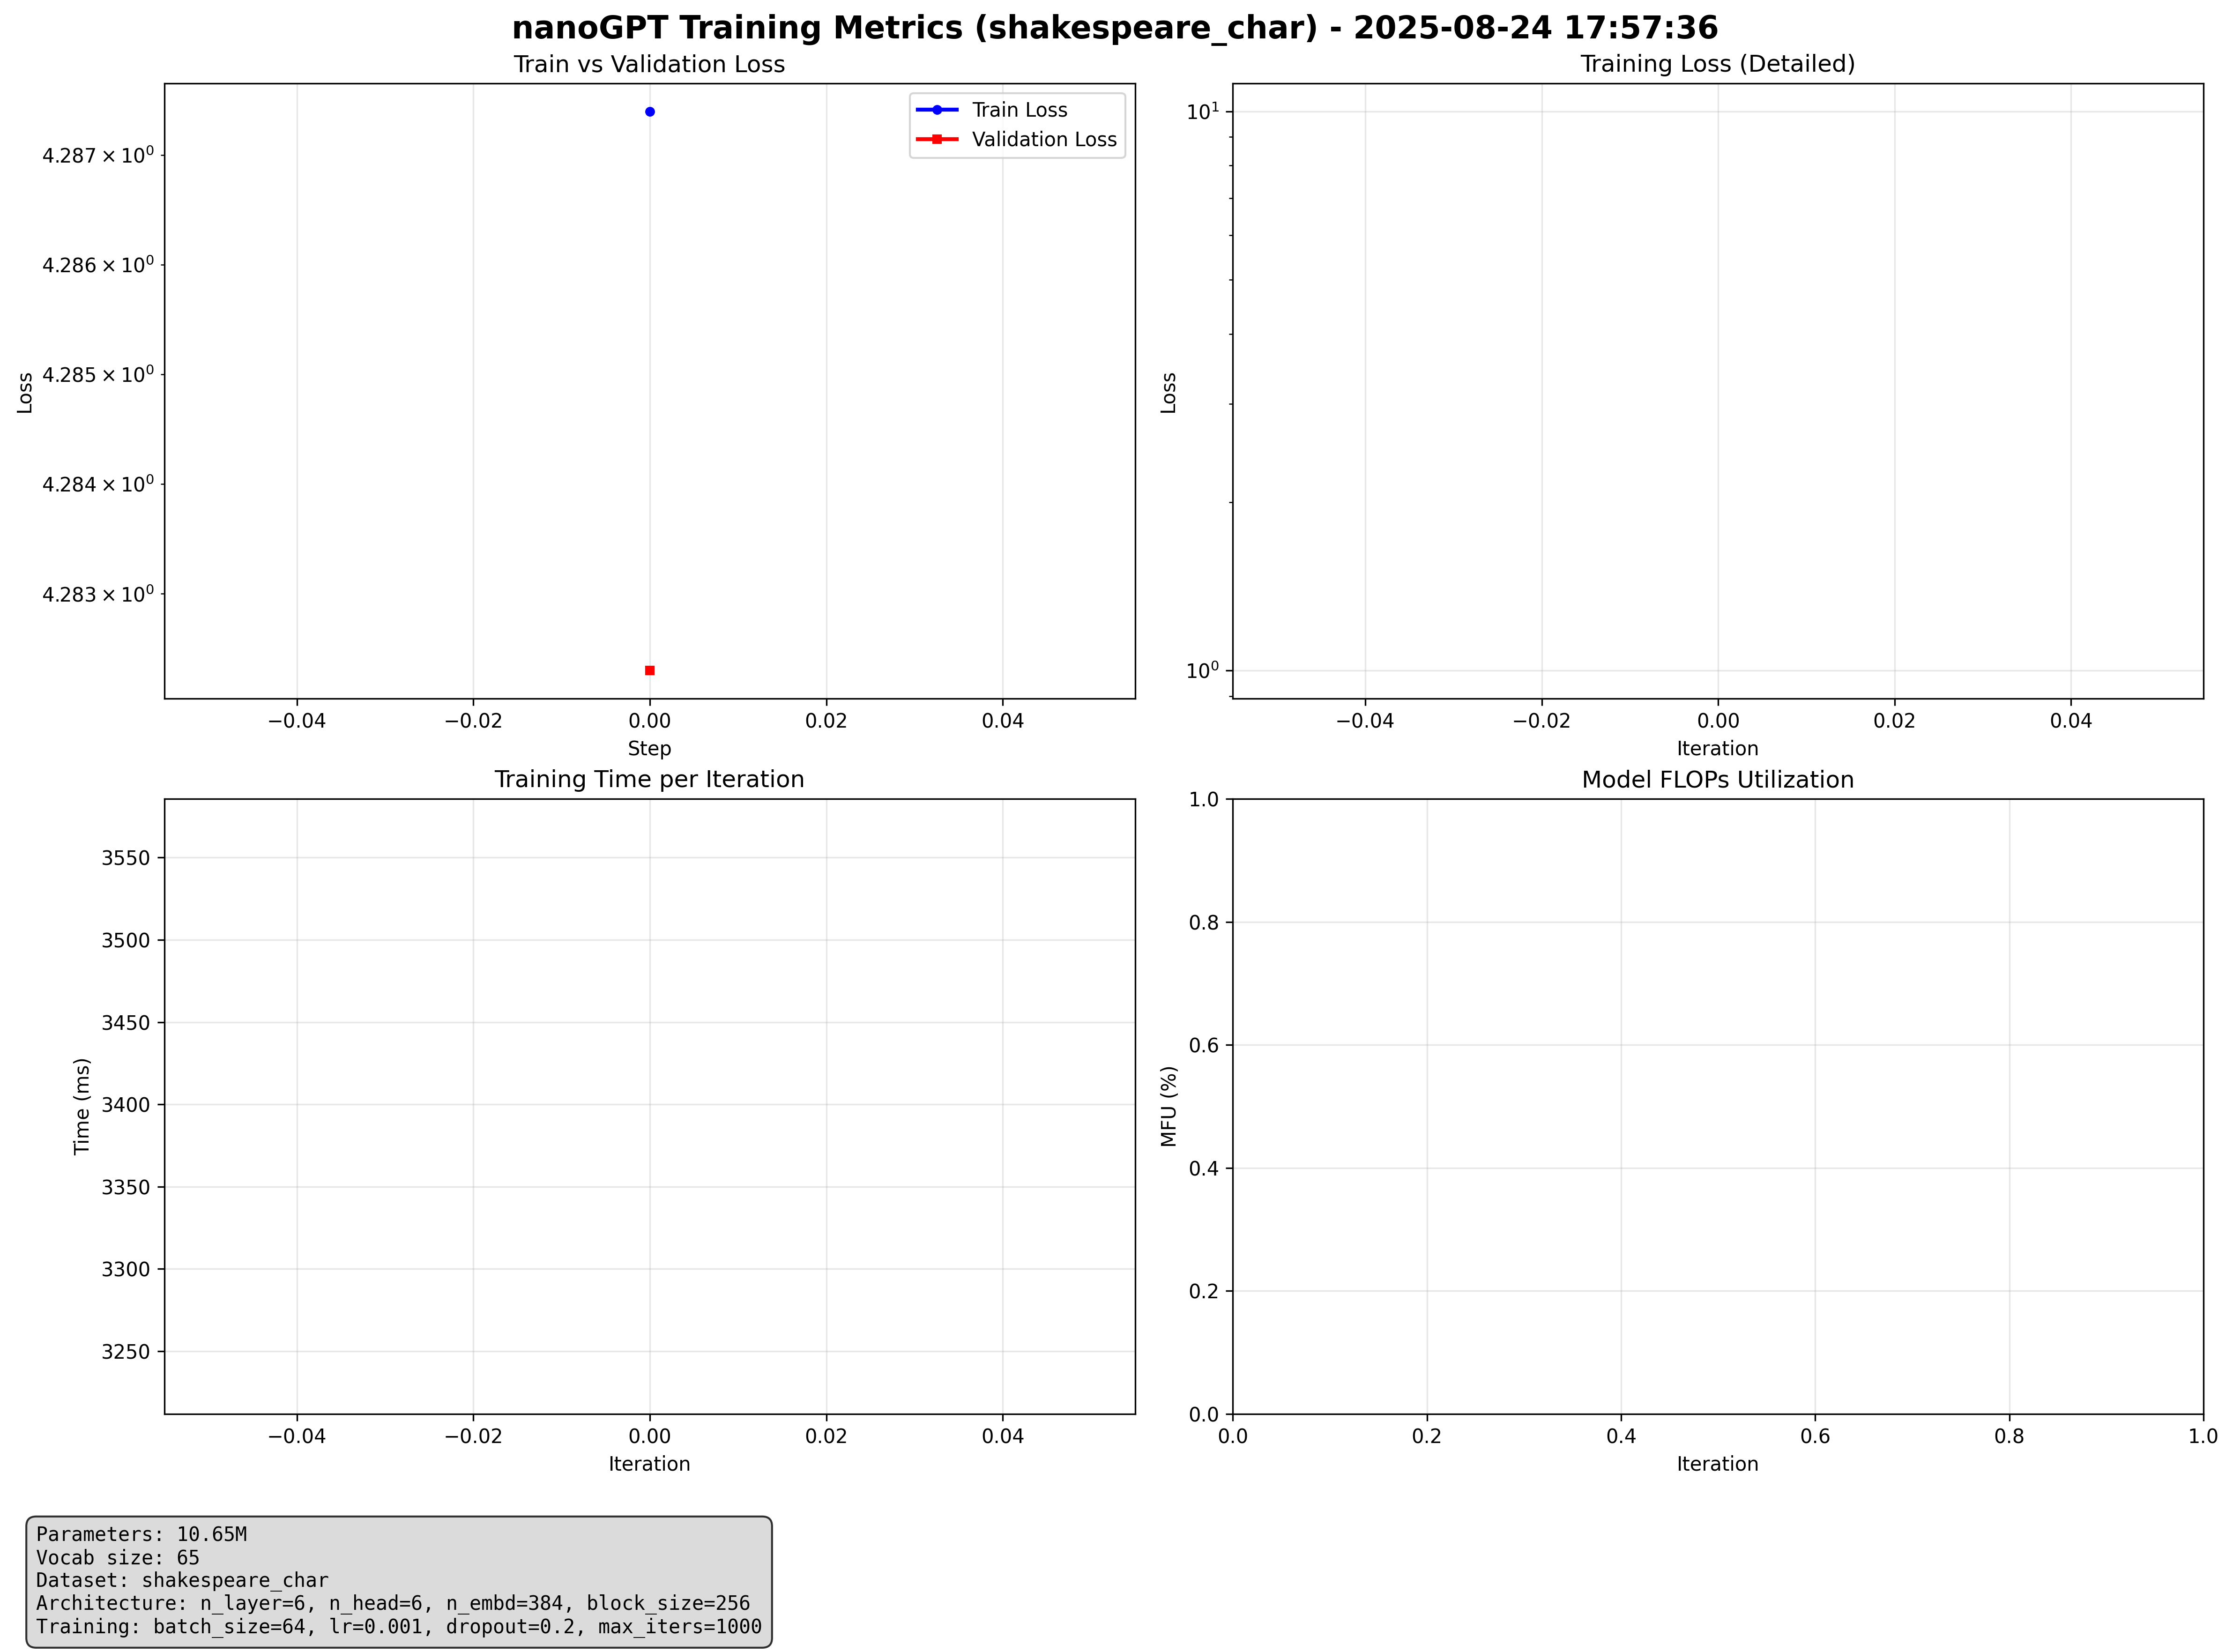 nanoGPT Training Metrics (shakespeare_char) - 2025-08-24 17:57:36
Train vs Validation Loss
Train Loss
Validation Loss
4.287 × 10⁰
4.286 × 10⁰
4.285 × 10⁰
4.284 × 10⁰
4.283 × 10⁰
Loss
−0.04 −0.02 0.00 0.02 0.04
Step
Training Loss (Detailed)
10¹
10⁰
Loss
−0.04 −0.02 0.00 0.02 0.04
Iteration
Training Time per Iteration
3550
3500
3450
3400
3350
3300
3250
Time (ms)
−0.04 −0.02 0.00 0.02 0.04
Iteration
Model FLOPs Utilization
1.0
0.8
0.6
0.4
0.2
0.0
MFU (%)
0.0 0.2 0.4 0.6 0.8 1.0
Iteration
Parameters: 10.65M
Vocab size: 65
Dataset: shakespeare_char
Architecture: n_layer=6, n_head=6, n_embd=384, block_size=256
Training: batch_size=64, lr=0.001, dropout=0.2, max_iters=1000